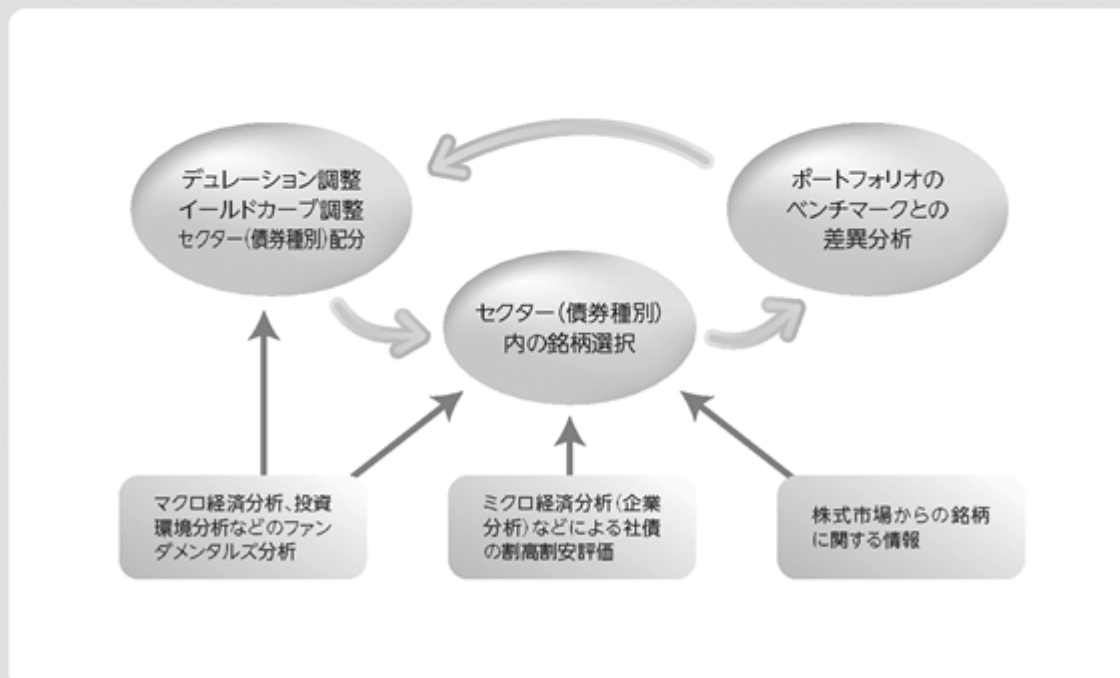 デュレーション調整
イールドカーブ調整
セクター(債券種別)配分
ポートフォリオの
ベンチマークとの
差異分析
セクター(債券種別)
内の銘柄選択
マクロ経済分析、投資
環境分析などのファン
ダメンタルズ分析
ミクロ経済分析(企業
分析)などによる社債
の割高割安評価
株式市場からの銘柄
に関する情報